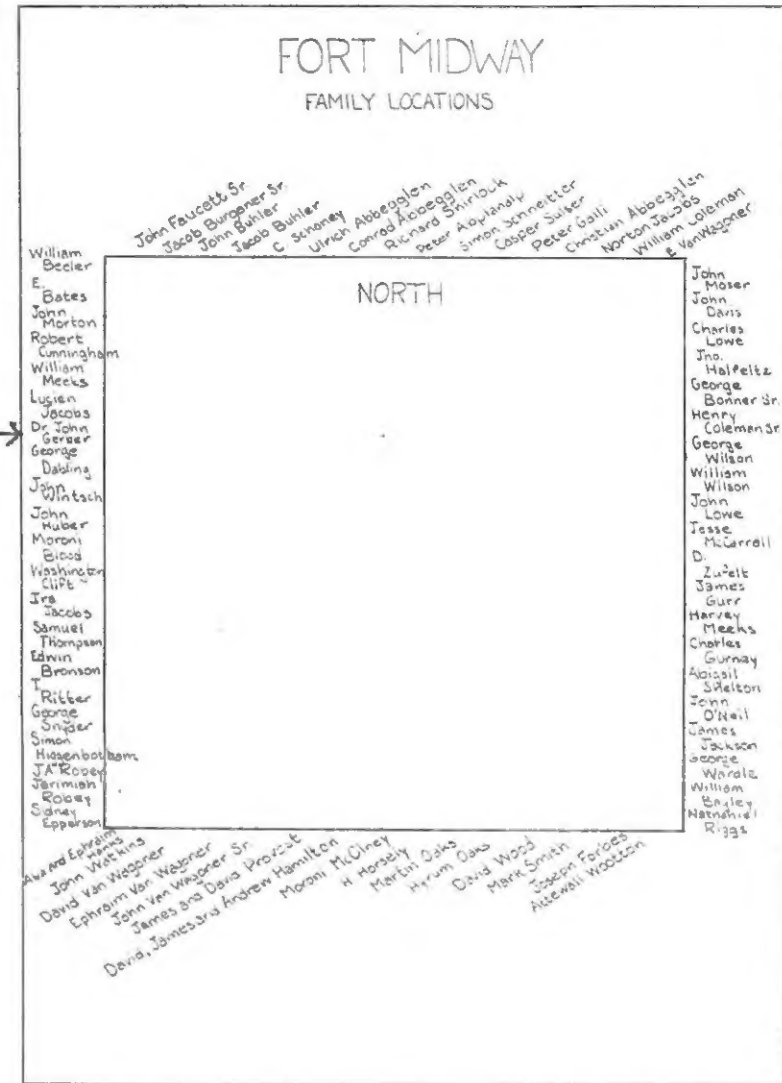 FORT MIDWAY
FAMILY LOCATIONS
John Faucett Sr.
Jacob Burgener Sr.
John Buhler
Jacob Buhler
C. Schoney
Ulrich Abbegglen
Conrad Abbegglen
Richard Shirlock
Peter Abplandlp
Simon Schneitter
Casper Sulser
Peter Galli
Christian Abbegglen
Norton Jacobs
William Coleman
E. VanWagoner
NORTH
William
Becler
E.
Bates
John
Morton
Robert
Cunningham
William
Meeks
Lucien
Jacobs
Dr. John
Gerber
George
Dabling
John
Wintsch
John
Huber
Moroni
Blood
Washington
Clift
Ira
Jacobs
Samuel
Thompson
Edwin
Bronson
T.
Ritter
George
Snyder
Simon
Higgenbotham
J.A. Robey
Jerimiah
Robey
Sidney
Epperson
John
Moser
John
Davis
Charles
Lowe
Jno.
Halfeltz
George
Bonner Sr.
Henry
Coleman Sr.
George
Wilson
William
Wilson
John
Lowe
Jesse
McCarrall
D.
Zufelt
James
Gurr
Harvey
Meeks
Charles
Gurnay
Abigail
Shelton
John
O'Neil
James
Jackson
George
Wardle
William
Bagley
Nathaniel
Riggs
and Ephraim
Hanks
John Watkins
David Van Wagoner
Ephraim Van Wagoner
John Van Wagoner Sr.
James and David Provost
David, James and Andrew Hamilton
Moroni McOlney
H Horsely
Martin Oaks
Hyrum Oaks
David Wood
Mark Smith
Joseph Forbes
Attewall Wootton